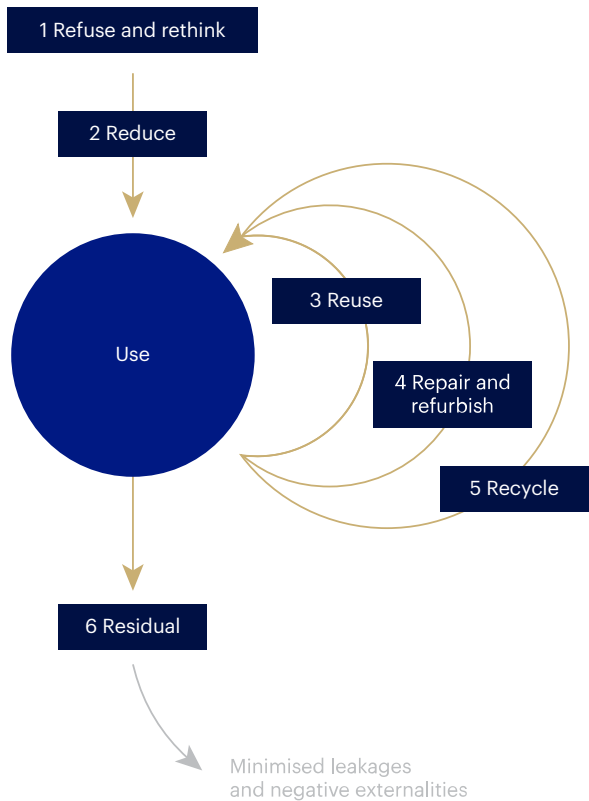 1 Refuse and rethink
2 Reduce
Use
3 Reuse
4 Repair and
refurbish
5 Recycle
6 Residual
Minimised leakages
and negative externalities